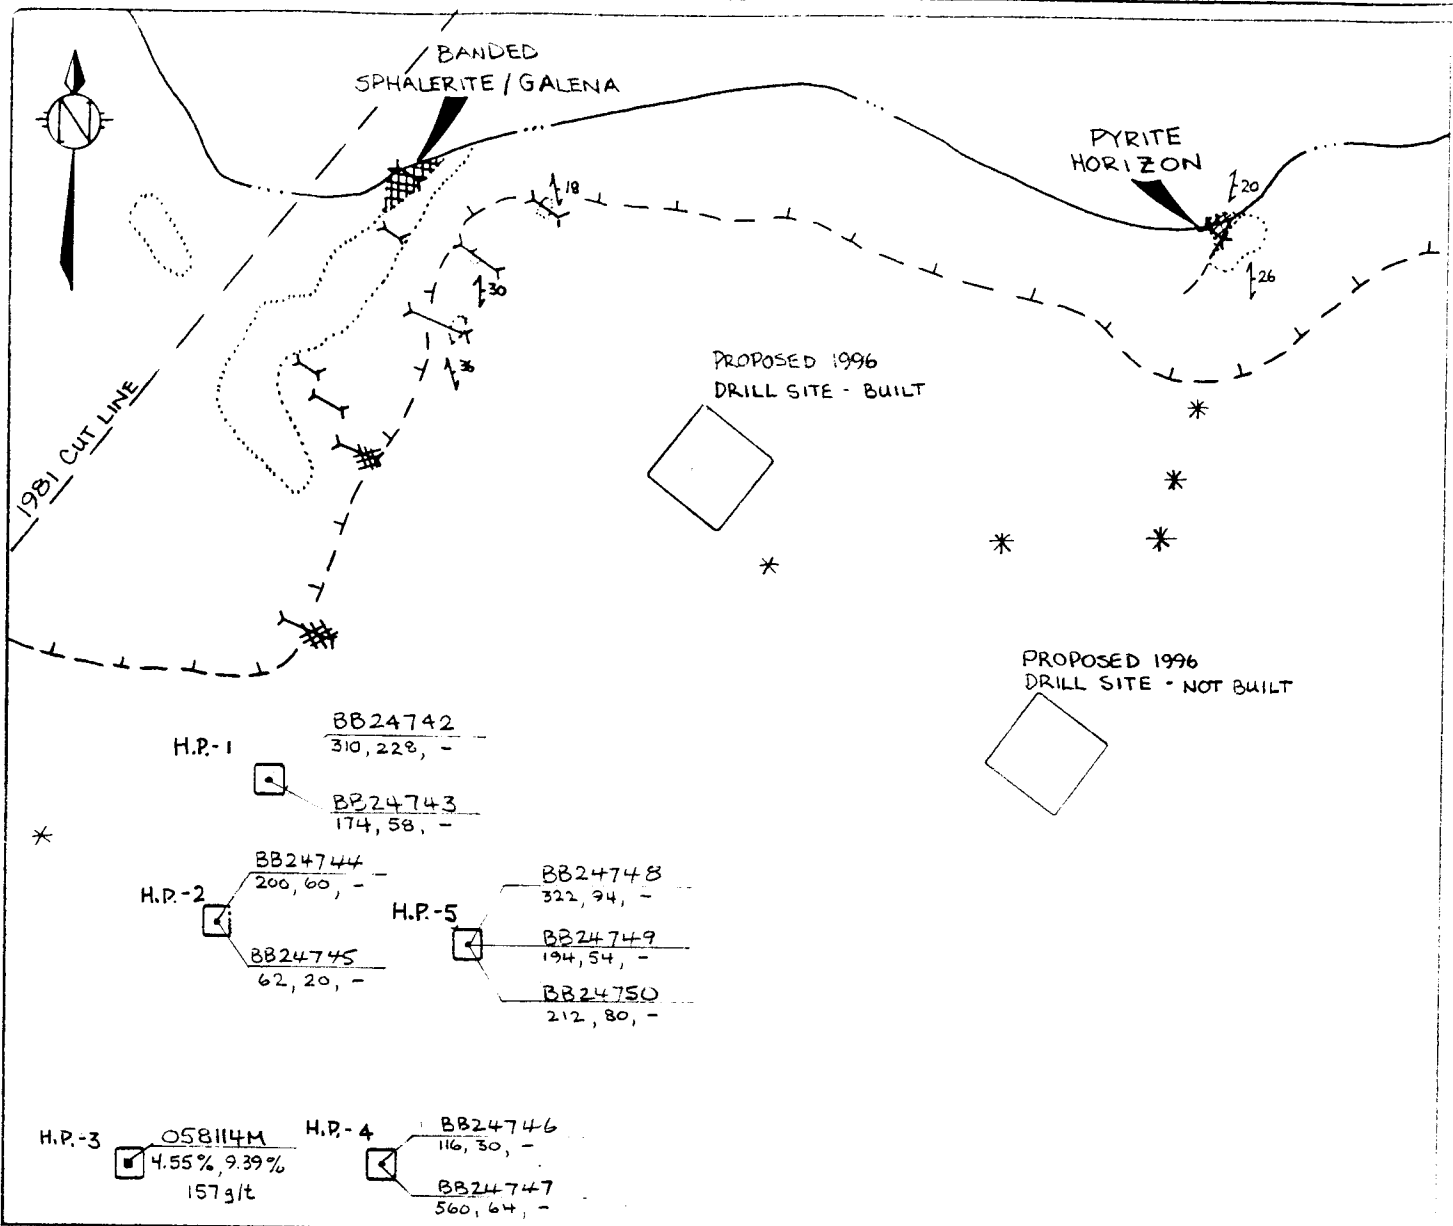 BANDED
SPHALERITE / GALENA
N
PYRITE
HORIZON
18
20
30
26
36
PROPOSED 1996
DRILL SITE - BUILT
1981 CUT LINE
PROPOSED 1996
DRILL SITE - NOT BUILT
H.P.-1
BB24742
310, 228, -
BB24743
174, 58, -
H.P.-2
BB24744
200, 60, -
BB24745
62, 20, -
H.P.-5
BB24748
322, 94, -
BB24749
194, 54, -
BB24750
212, 80, -
H.P.-3
058114M
4.55%, 9.39%
157 g/t
H.P.-4
BB24746
116, 30, -
BB24747
560, 64, -